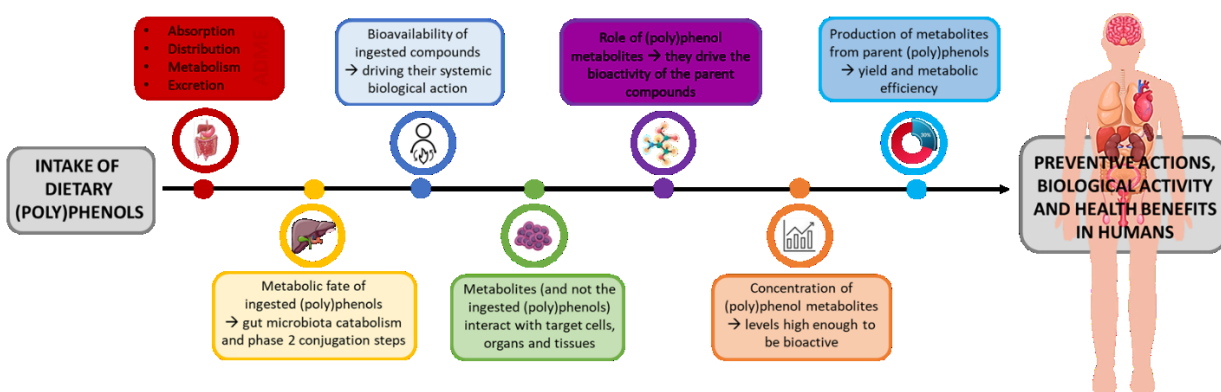 INTAKE OF
DIETARY
(POLY)PHENOLS
• Absorption
• Distribution
• Metabolism
• Excretion
ADME
Metabolic fate of
ingested (poly)phenols
→ gut microbiota catabolism
and phase 2 conjugation steps
Bioavailability of
ingested compounds
→ driving their systemic
biological action
Metabolites (and not the
ingested (poly)phenols)
interact with target cells,
organs and tissues
Role of (poly)phenol
metabolites → they drive the
bioactivity of the parent
compounds
Concentration of
(poly)phenol metabolites
→ levels high enough to
be bioactive
Production of metabolites
from parent (poly)phenols
→ yield and metabolic
efficiency
PREVENTIVE ACTIONS,
BIOLOGICAL ACTIVITY
AND HEALTH BENEFITS
IN HUMANS